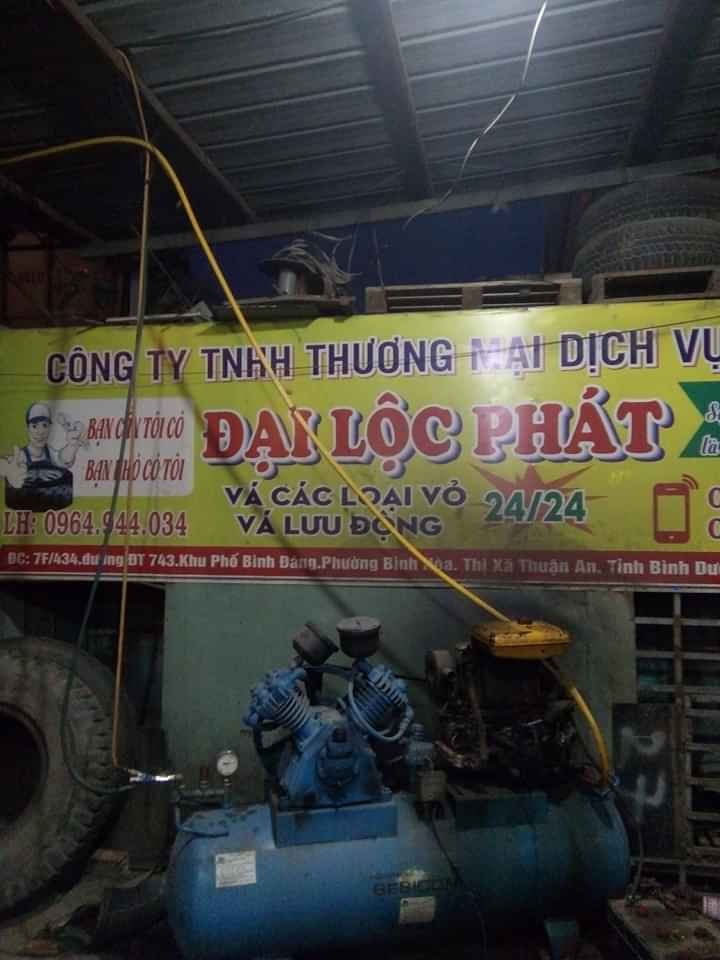 CÔNG TY TNHH THƯƠNG MẠI DỊCH VỤ
BẠN CẦN TÔI CÓ
BẠN NHỜ CÓ TÔI
ĐẠI LỘC PHÁT
VÁ CÁC LOẠI VỎ
VÁ LƯU ĐỘNG
24/24
LH: 0964.944.034
ĐC: 7F/434.đường ĐT 743.Khu Phố Bình Đáng.Phường Bình Hòa. Thị Xã Thuận An. Tỉnh Bình Dư
BEBICON